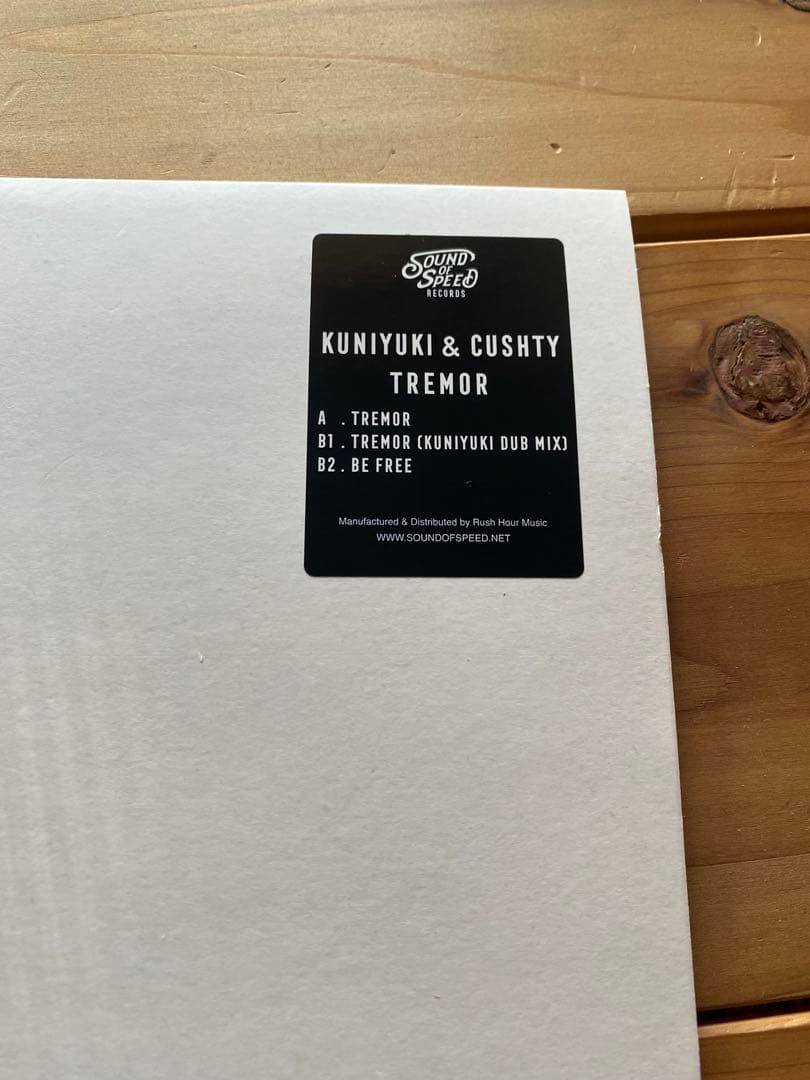 SOUND
OF
SPEED
RECORDS
KUNIYUKI & CUSHTY
TREMOR
A . TREMOR
B1 . TREMOR (KUNIYUKI DUB MIX)
B2 . BE FREE
Manufactured & Distributed by Rush Hour Music
WWW.SOUNDOFSPEED.NET